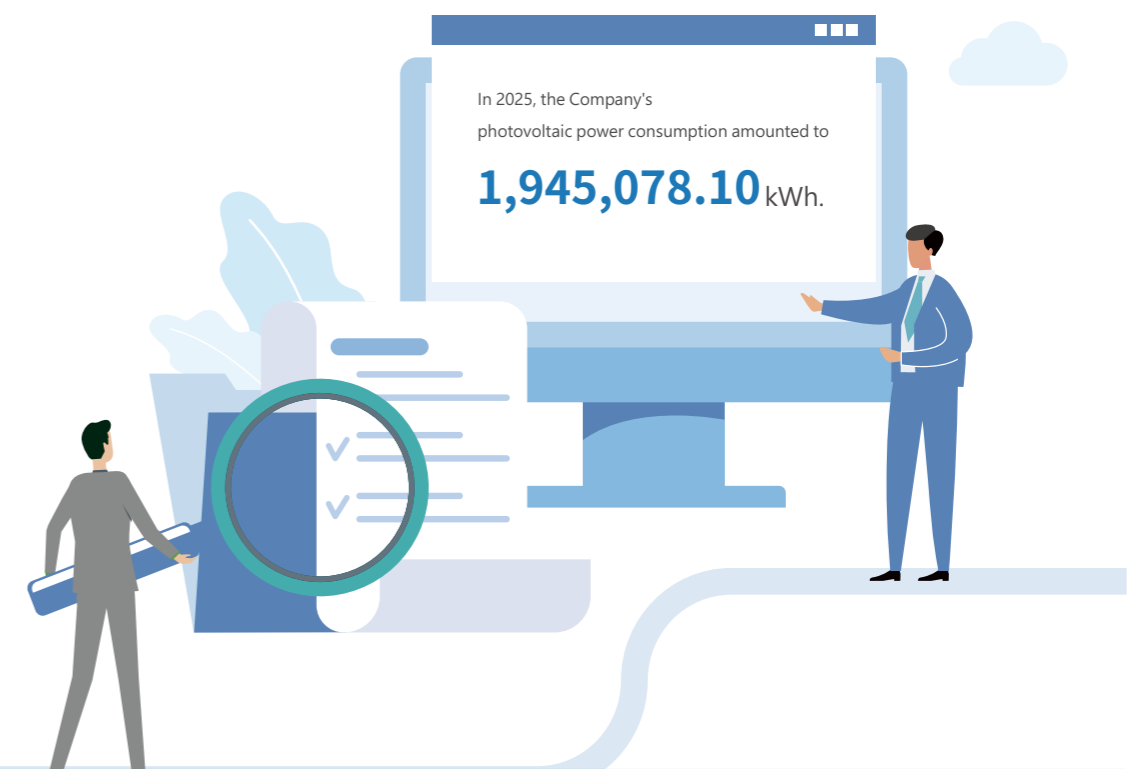 In 2025, the Company's
photovoltaic power consumption amounted to
1,945,078.10 kWh.